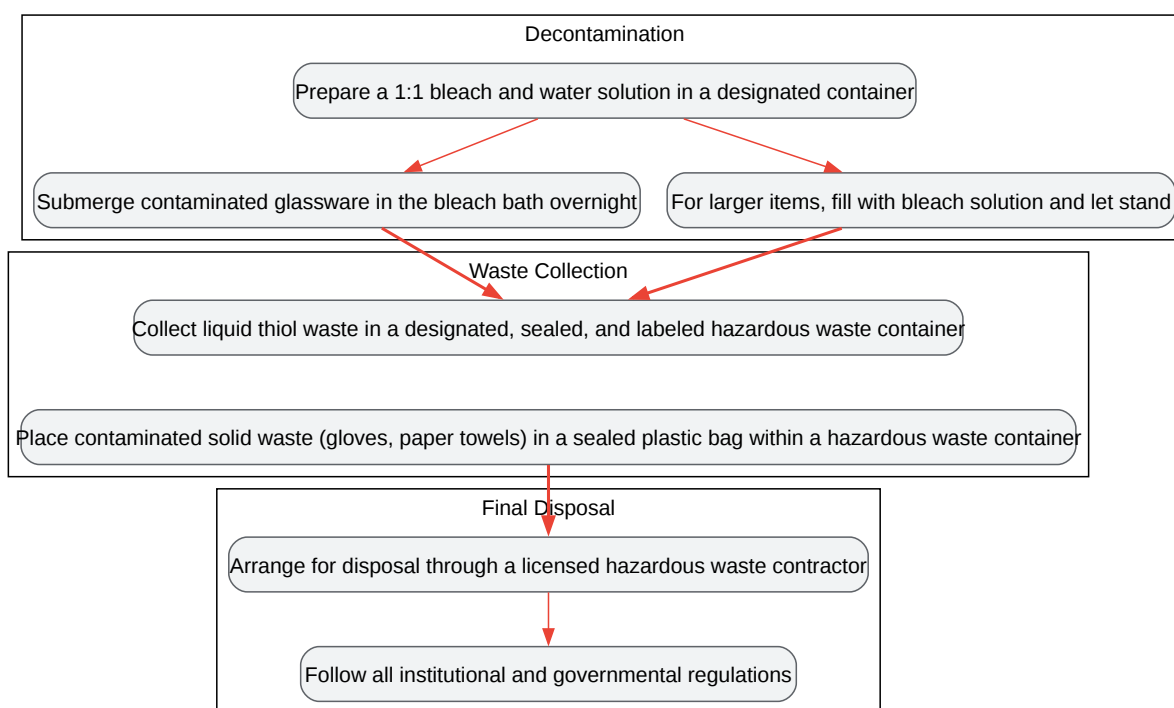 Decontamination
Prepare a 1:1 bleach and water solution in a designated container
Submerge contaminated glassware in the bleach bath overnight
For larger items, fill with bleach solution and let stand
Waste Collection
Collect liquid thiol waste in a designated, sealed, and labeled hazardous waste container
Place contaminated solid waste (gloves, paper towels) in a sealed plastic bag within a hazardous waste container
Final Disposal
Arrange for disposal through a licensed hazardous waste contractor
Follow all institutional and governmental regulations